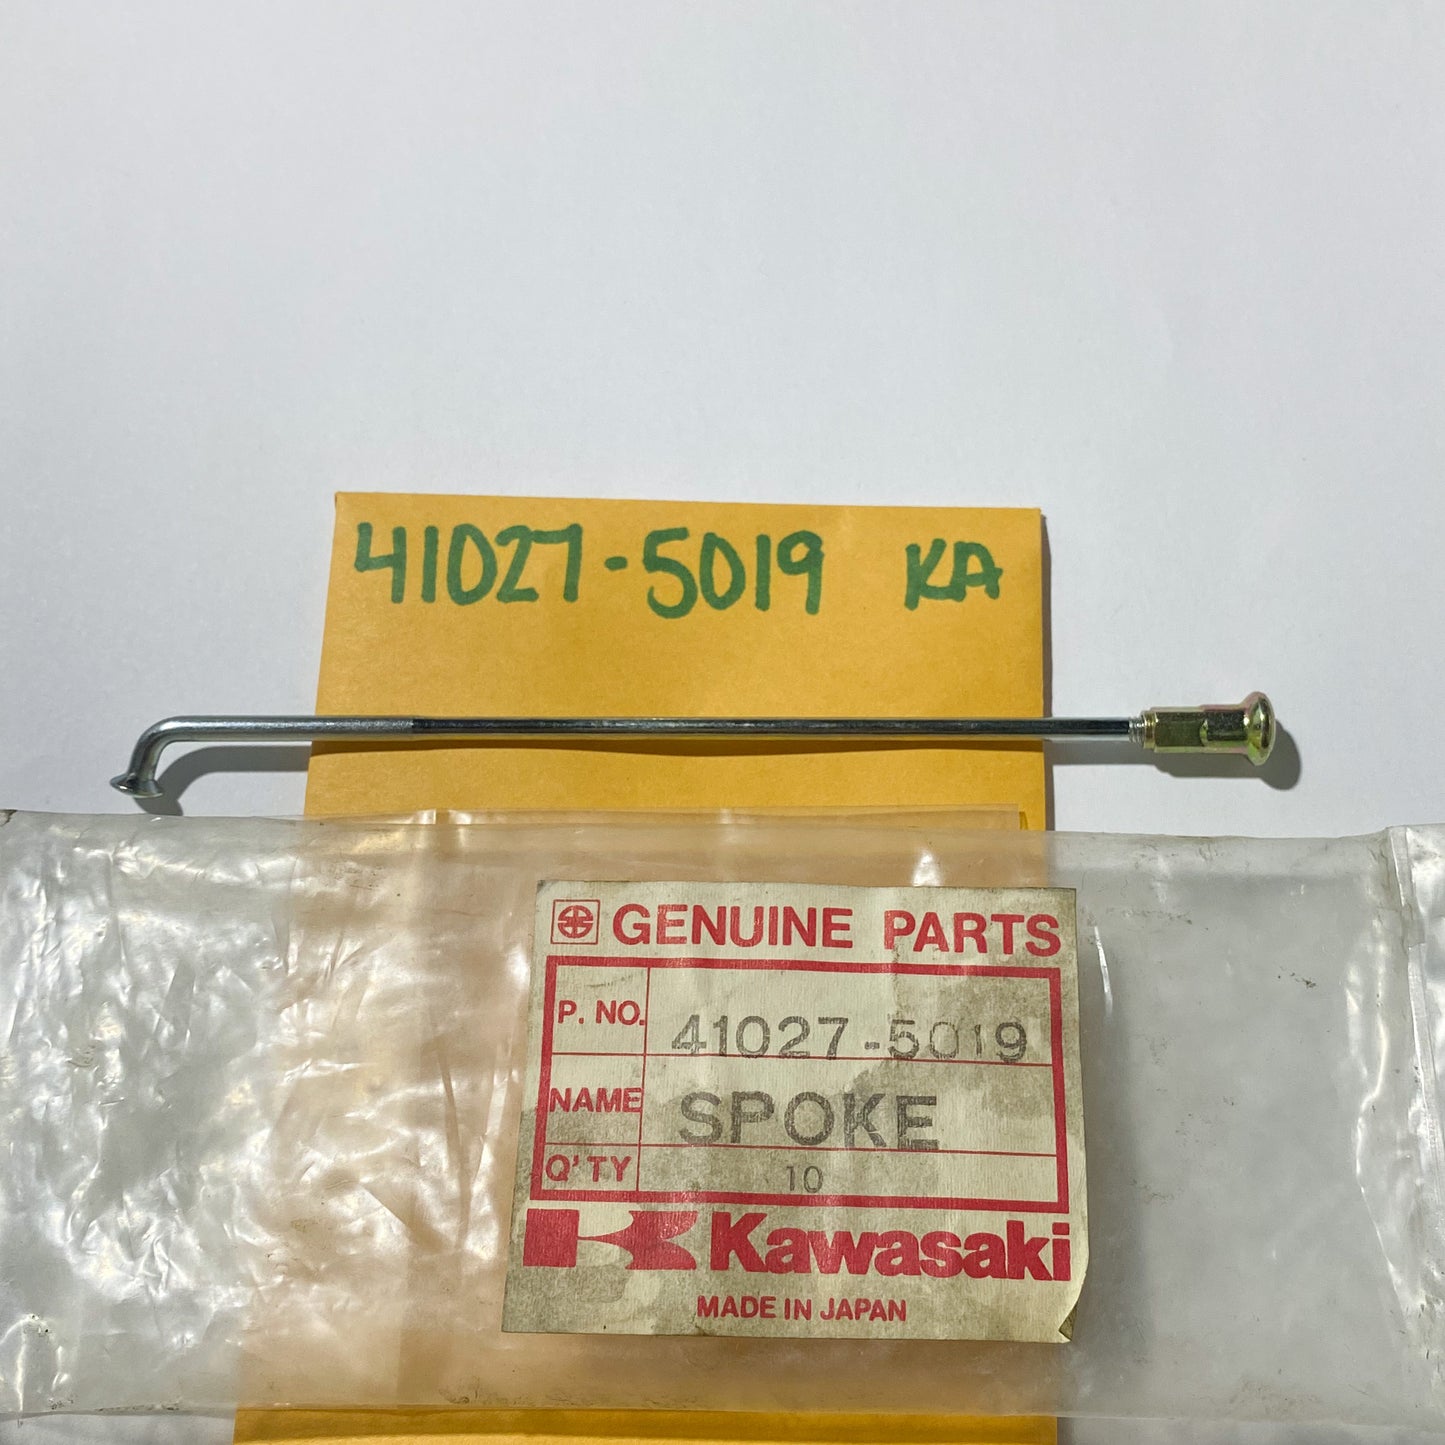 41027-5019 KA
GENUINE PARTS
P. NO. 41027-5019
NAME SPOKE
Q'TY 10
Kawasaki
MADE IN JAPAN